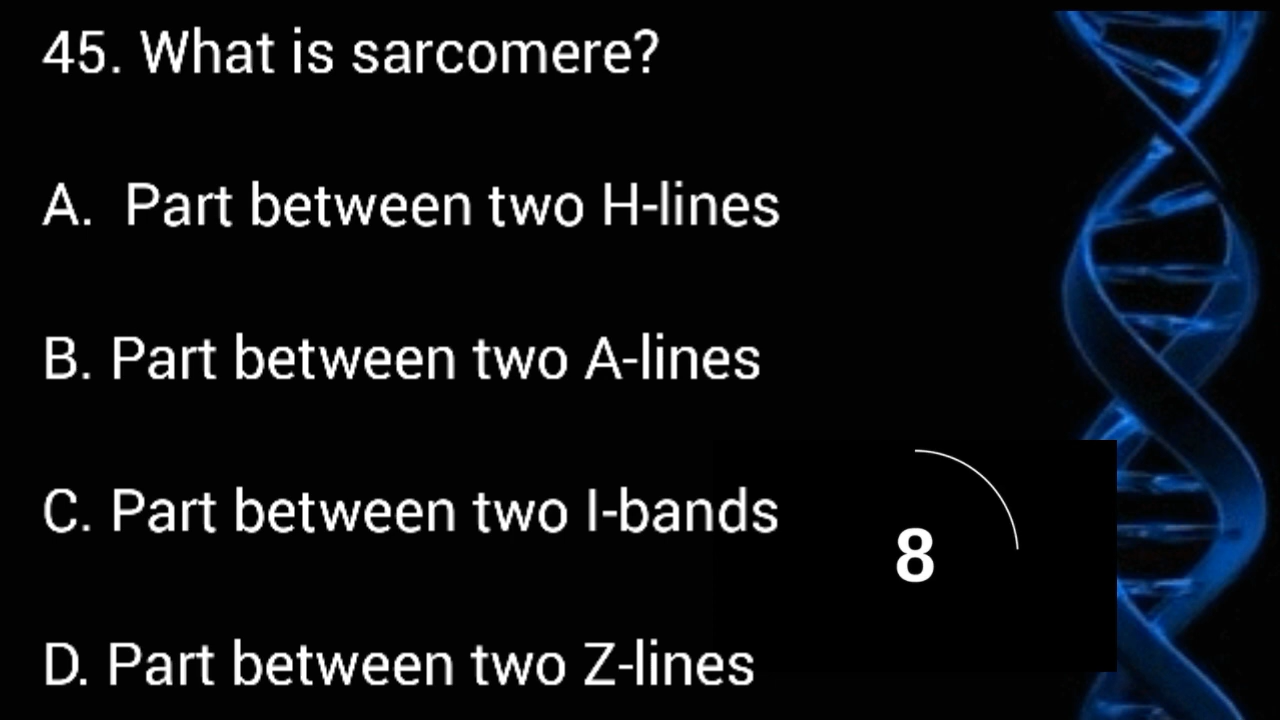 45. What is sarcomere?
A. Part between two H-lines
B. Part between two A-lines
C. Part between two I-bands
8
D. Part between two Z-lines